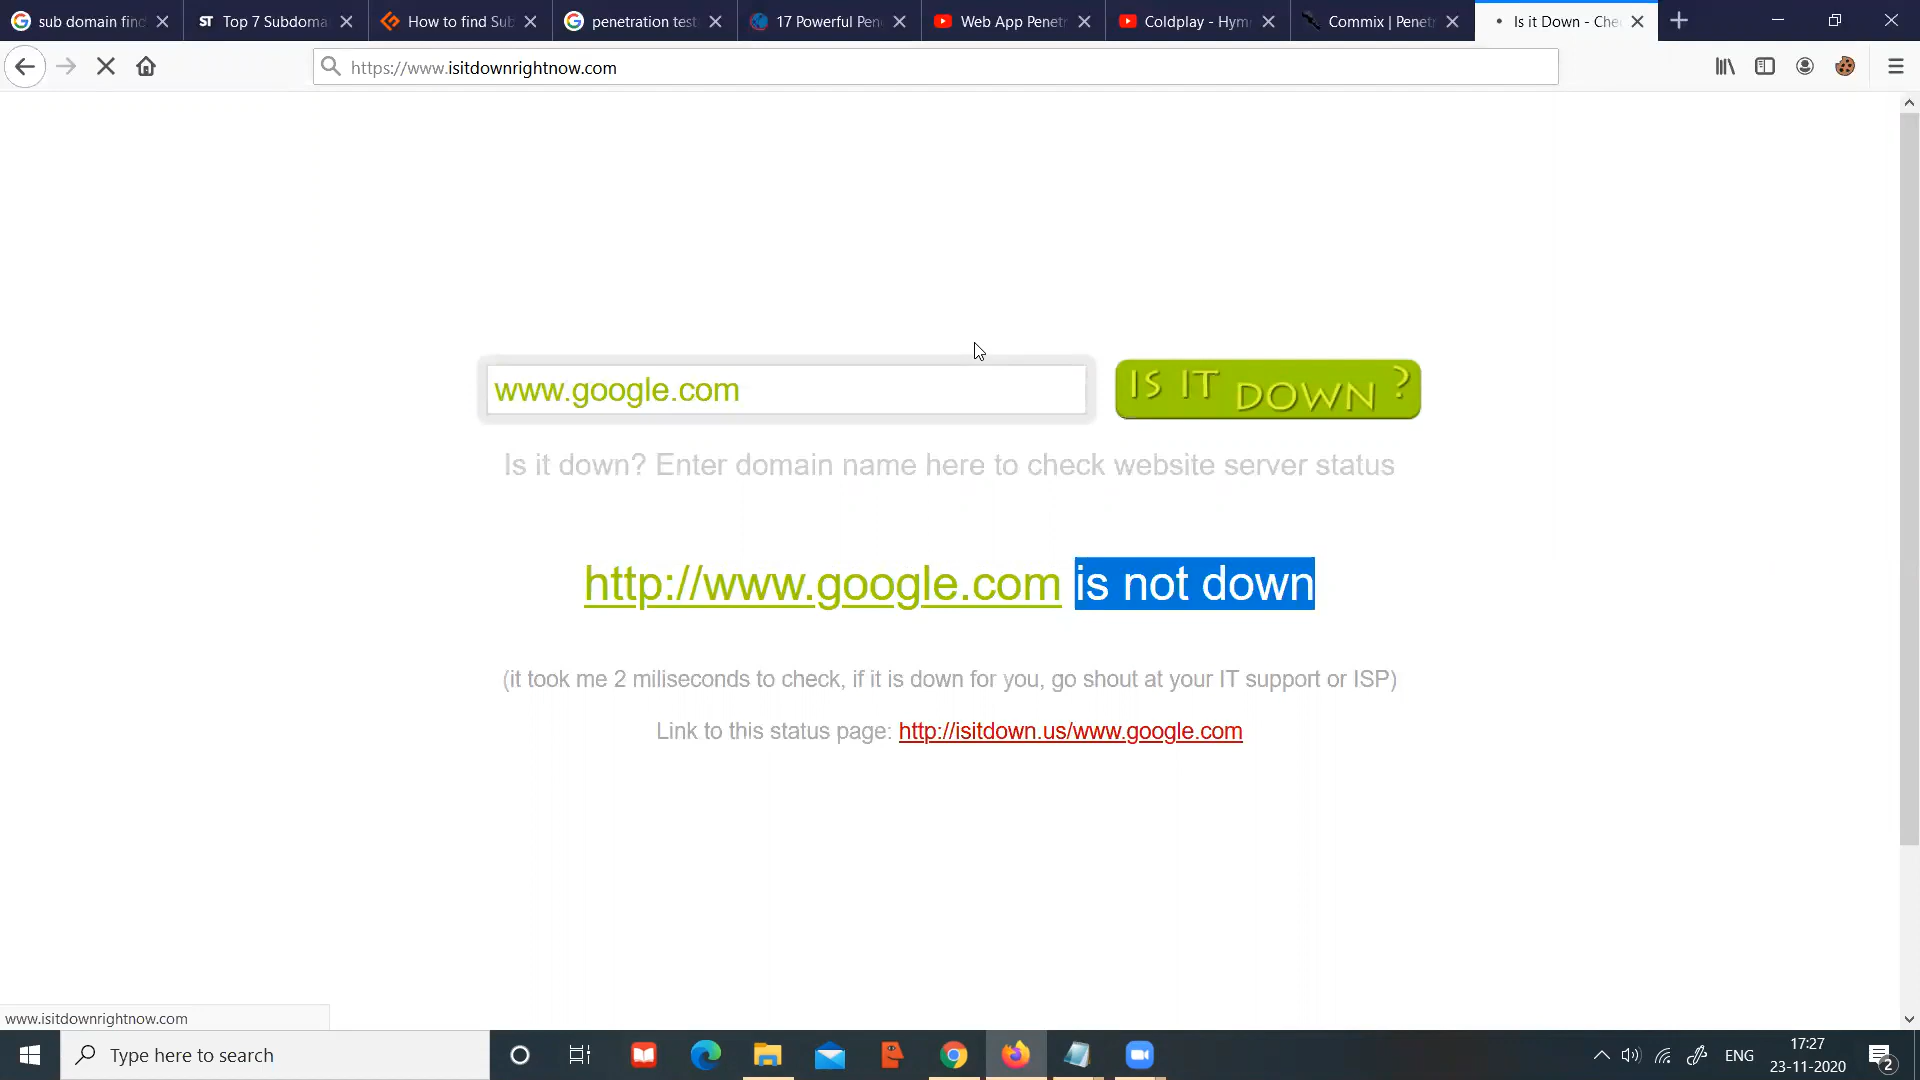 sub domain find
Top 7 Subdoma
How to find Sub
penetration test
17 Powerful Pen
Web App Penetr
Coldplay - Hym
Commix | Penet
Is it Down - Che
https://www.isitdownrightnow.com
www.google.com
IS IT DOWN ?
Is it down? Enter domain name here to check website server status
http://www.google.com is not down
(it took me 2 miliseconds to check, if it is down for you, go shout at your IT support or ISP)
Link to this status page: http://isitdown.us/www.google.com
www.isitdownrightnow.com
Type here to search
ENG
17:27
23-11-2020
2